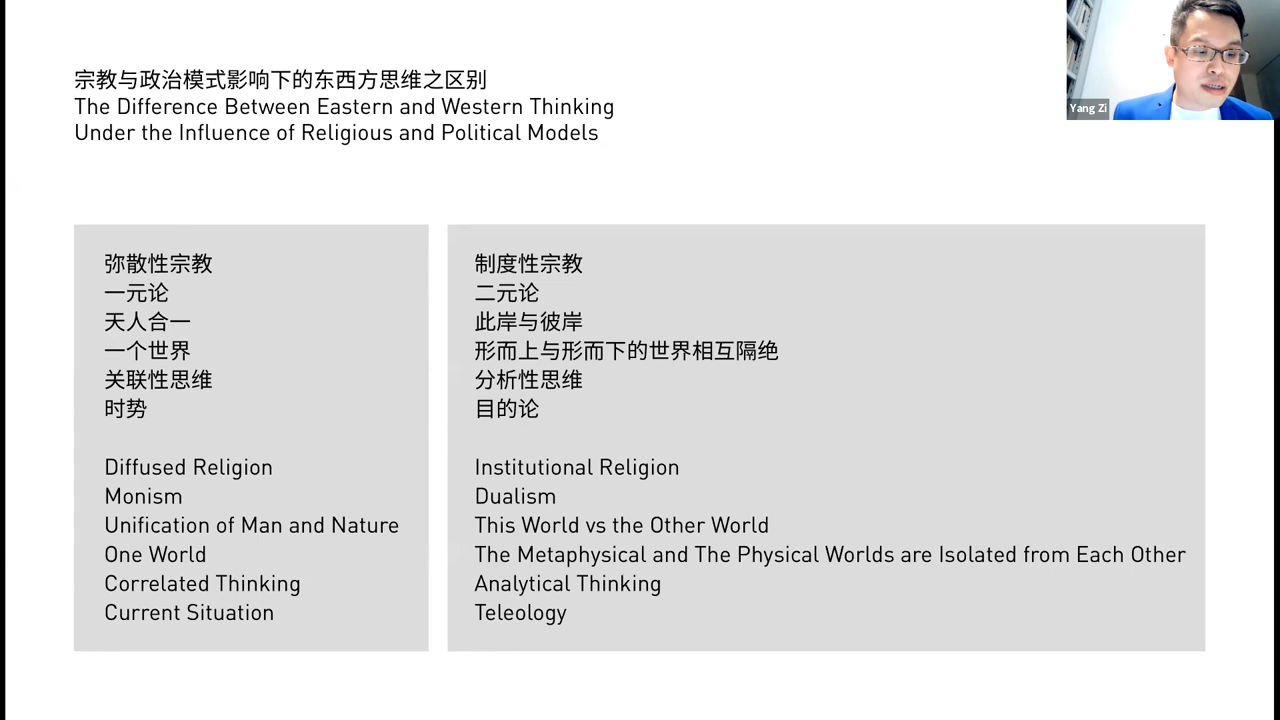 宗教与政治模式影响下的东西方思维之区别
The Difference Between Eastern and Western Thinking
Under the Influence of Religious and Political Models
Yang Zi
弥散性宗教
一元论
天人合一
一个世界
关联性思维
时势
Diffused Religion
Monism
Unification of Man and Nature
One World
Correlated Thinking
Current Situation
制度性宗教
二元论
此岸与彼岸
形而上与形而下的世界相互隔绝
分析性思维
目的论
Institutional Religion
Dualism
This World vs the Other World
The Metaphysical and The Physical Worlds are Isolated from Each Other
Analytical Thinking
Teleology